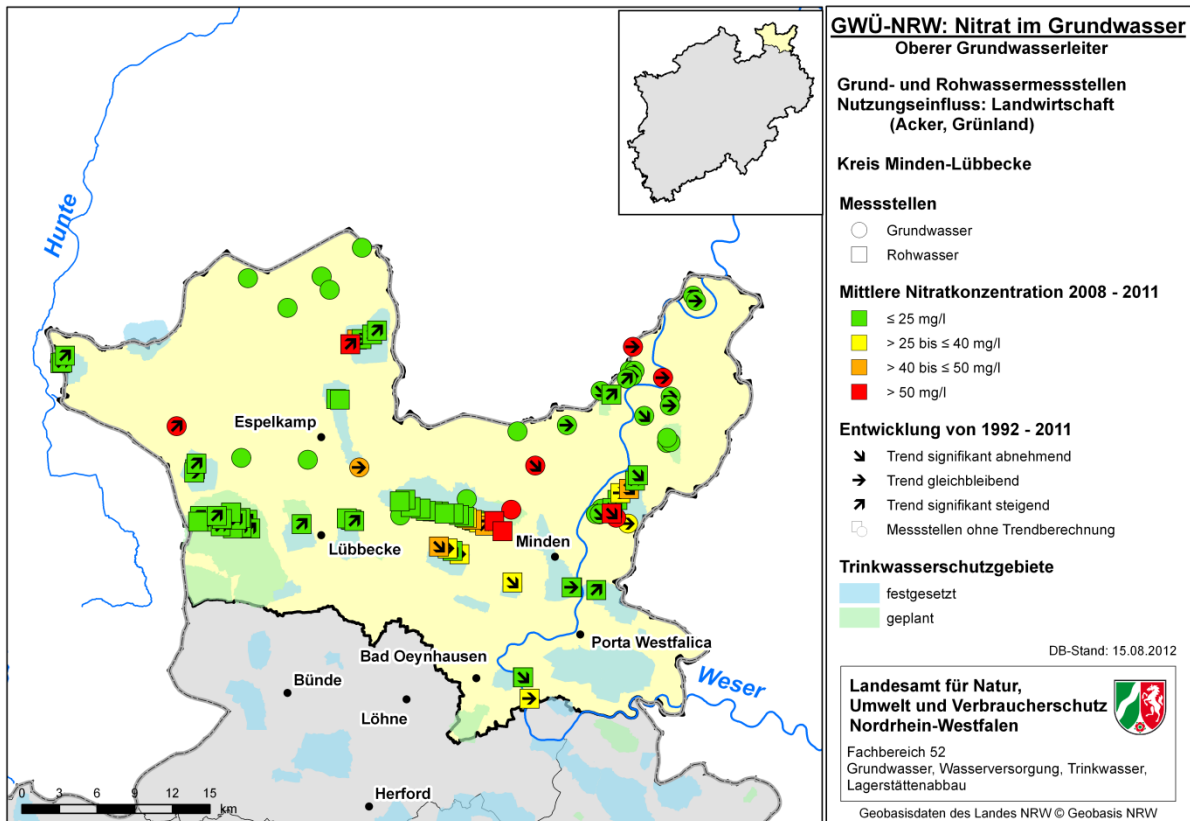 Hunte
Espelkamp
Lübbecke
Minden
Porta Westfalica
Bad Oeynhausen
Bünde
Löhne
Weser
Herford
0 3 6 9 12 15
km
GWÜ-NRW: Nitrat im Grundwasser
Oberer Grundwasserleiter
Grund- und Rohwassermessstellen
Nutzungseinfluss: Landwirtschaft
(Acker, Grünland)
Kreis Minden-Lübbecke
Messstellen
Grundwasser
Rohwasser
Mittlere Nitratkonzentration 2008 - 2011
≤ 25 mg/l
> 25 bis ≤ 40 mg/l
> 40 bis ≤ 50 mg/l
> 50 mg/l
Entwicklung von 1992 - 2011
Trend signifikant abnehmend
Trend gleichbleibend
Trend signifikant steigend
Messstellen ohne Trendberechnung
Trinkwasserschutzgebiete
festgesetzt
geplant
DB-Stand: 15.08.2012
Landesamt für Natur,
Umwelt und Verbraucherschutz
Nordrhein-Westfalen
Fachbereich 52
Grundwasser, Wasserversorgung, Trinkwasser,
Lagerstättenabbau
Geobasisdaten des Landes NRW © Geobasis NRW